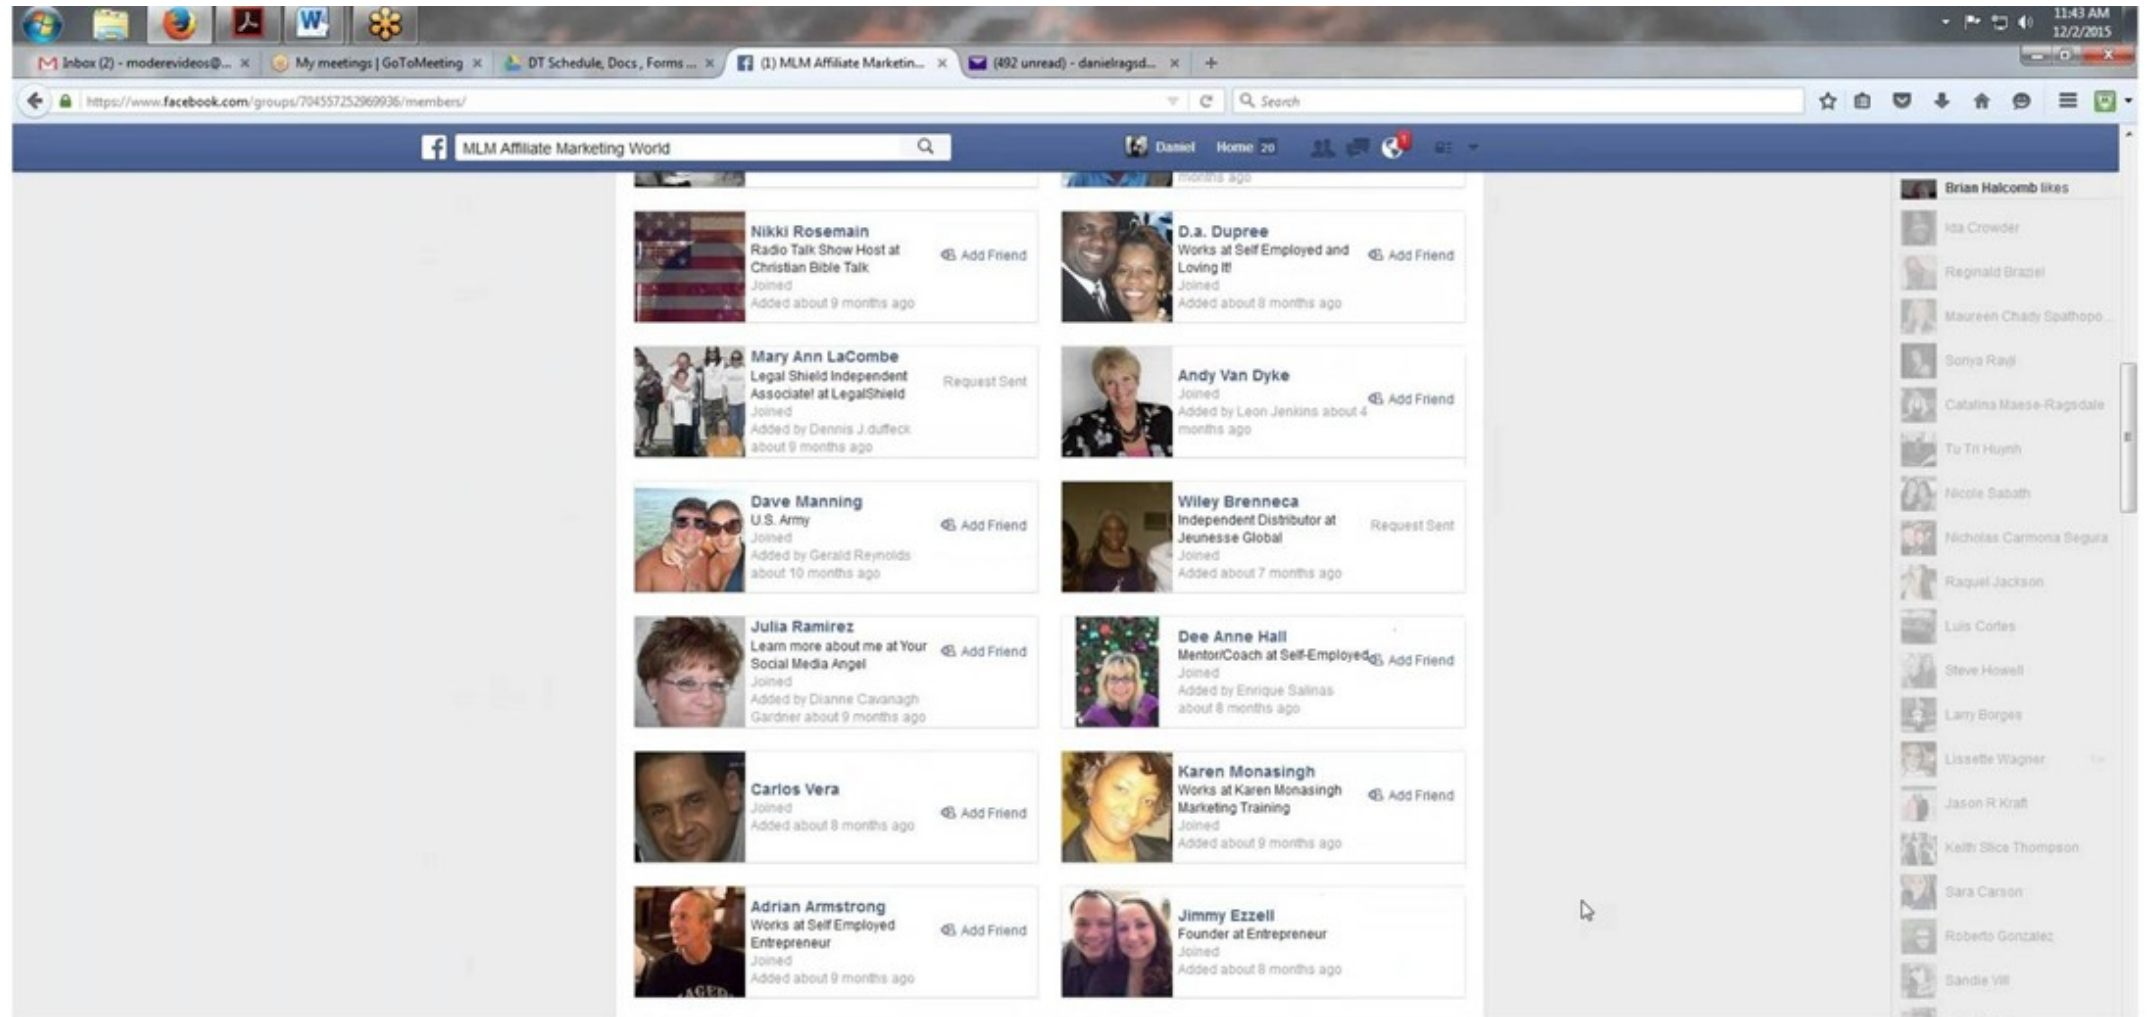 11:43 AM
12/2/2015
Inbox (2) - moderevideos@...
My meetings | GoToMeeting
DT Schedule, Docs, Forms ...
(1) MLM Affiliate Marketin...
(492 unread) - danielragsd...
https://www.facebook.com/groups/704557252969936/members/
Search
MLM Affiliate Marketing World
Daniel
Home 20
1
months ago
Nikki Rosemain
Radio Talk Show Host at
Christian Bible Talk
Joined
Added about 9 months ago
Add Friend
D.a. Dupree
Works at Self Employed and
Loving It!
Joined
Added about 8 months ago
Add Friend
Mary Ann LaCombe
Legal Shield Independent
Associate! at LegalShield
Joined
Added by Dennis J.duffeck
about 9 months ago
Request Sent
Andy Van Dyke
Joined
Added by Leon Jenkins about 4
months ago
Add Friend
Dave Manning
U.S. Army
Joined
Added by Gerald Reynolds
about 10 months ago
Add Friend
Wiley Brenneca
Independent Distributor at
Jeunesse Global
Joined
Added about 7 months ago
Request Sent
Julia Ramirez
Learn more about me at Your
Social Media Angel
Joined
Added by Dianne Cavanagh
Gardner about 9 months ago
Add Friend
Dee Anne Hall
Mentor/Coach at Self-Employed
Joined
Added by Enrique Salinas
about 8 months ago
Add Friend
Carlos Vera
Joined
Added about 8 months ago
Add Friend
Karen Monasingh
Works at Karen Monasingh
Marketing Training
Joined
Added about 9 months ago
Add Friend
Adrian Armstrong
Works at Self Employed
Entrepreneur
Joined
Added about 9 months ago
Add Friend
Jimmy Ezzell
Founder at Entrepreneur
Joined
Added about 8 months ago
Brian Halcomb likes
Ida Crowder
Reginald Braziel
Maureen Chady Spathopo...
Sonya Ravji
Catalina Maese-Ragsdale
Tu Tri Huynh
Nicole Sabath
Nicholas Carmona Segura
Raquel Jackson
Luis Cortes
Steve Howell
Larry Borges
Lissette Wagner
Jason R Kraft
Keith Slice Thompson
Sara Carson
Roberto Gonzalez
Sandie Vill